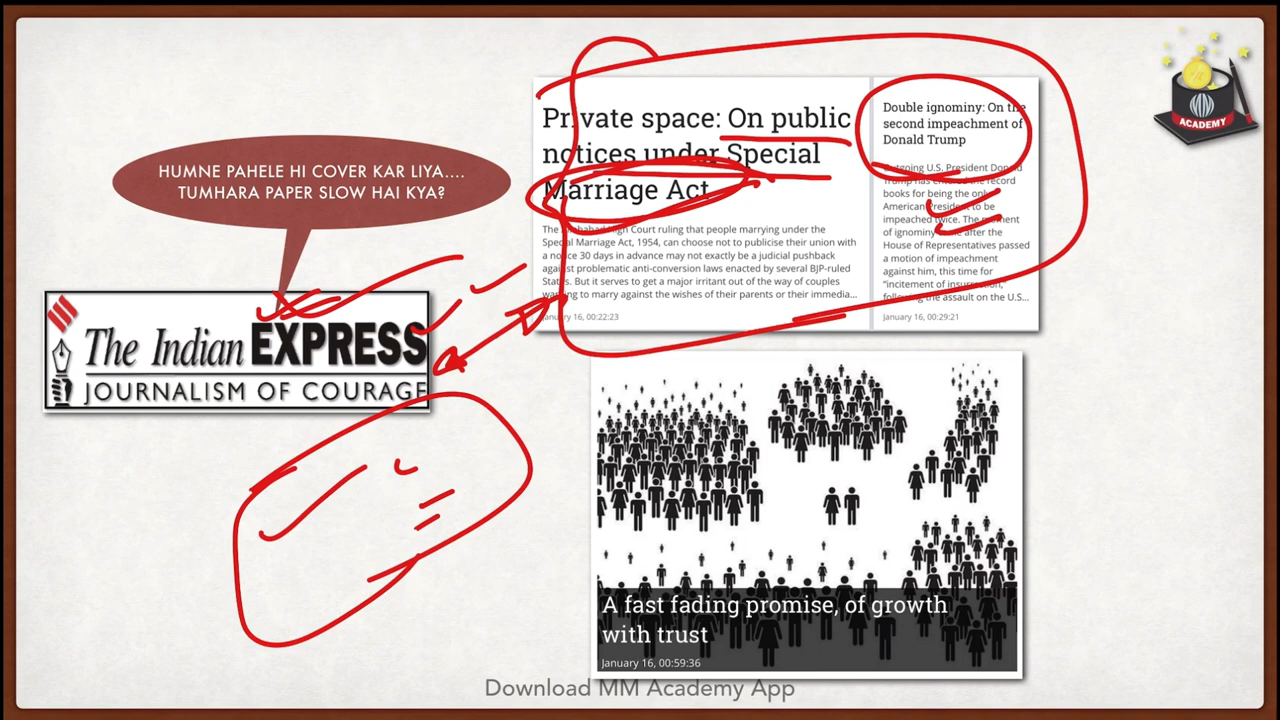 HUMNE PAHELE HI COVER KAR LIYA....
TUMHARA PAPER SLOW HAI KYA?
The Indian EXPRESS
JOURNALISM OF COURAGE
Private space: On public
notices under Special
Marriage Act
The Allahabad High Court ruling that people marrying under the
Special Marriage Act, 1954, can choose not to publicise their union with
a notice 30 days in advance may not exactly be a judicial pushback
against problematic anti-conversion laws enacted by several BJP-ruled
States. But it serves to get a major irritant out of the way of couples
wanting to marry against the wishes of their parents or their immedia...
January 16, 00:22:23
Double ignominy: On the
second impeachment of
Donald Trump
Outgoing U.S. President Donald
Trump has entered the record
books for being the only
American President to be
impeached twice. The moment
of ignominy came after the
House of Representatives passed
a motion of impeachment
against him, this time for
“incitement of insurrection,”
following the assault on the U.S...
January 16, 00:29:21
ACADEMY
A fast fading promise, of growth
with trust
January 16, 00:59:36
Download MM Academy App